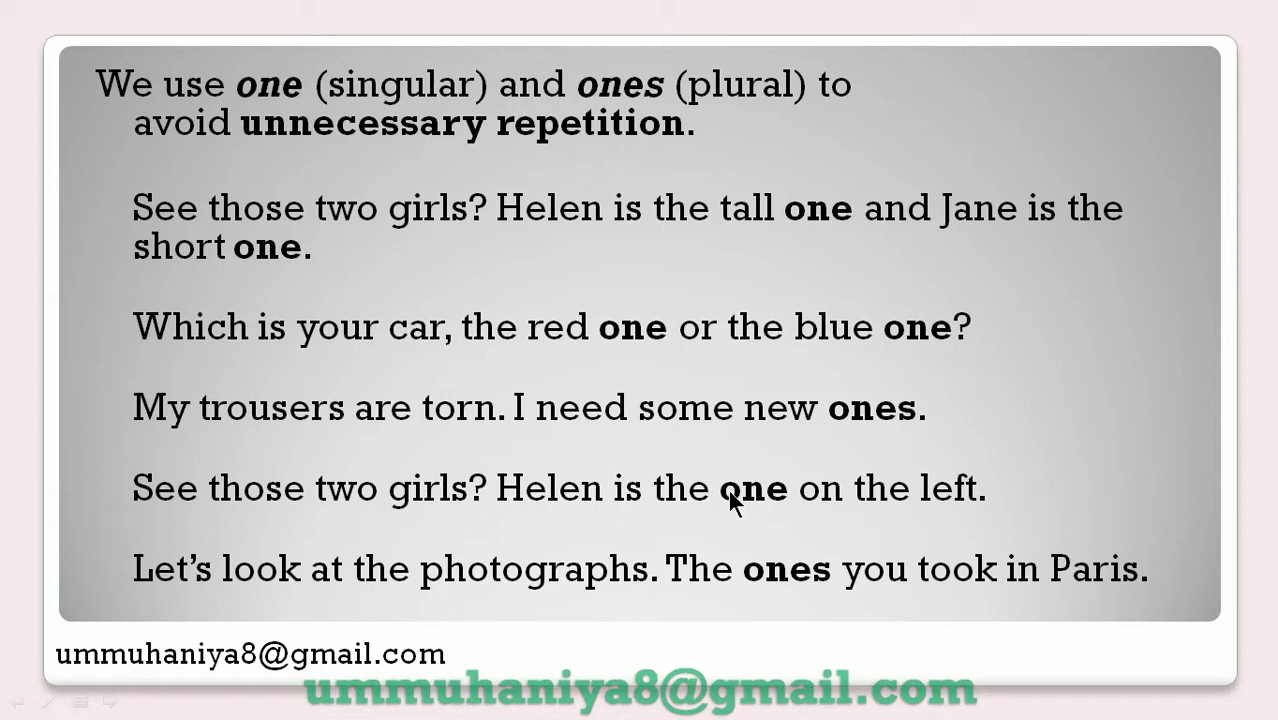 We use one (singular) and ones (plural) to
avoid unnecessary repetition.
See those two girls? Helen is the tall one and Jane is the
short one.
Which is your car, the red one or the blue one?
My trousers are torn. I need some new ones.
See those two girls? Helen is the one on the left.
Let’s look at the photographs. The ones you took in Paris.
ummuhaniya8@gmail.com
ummuhaniya8@gmail.com